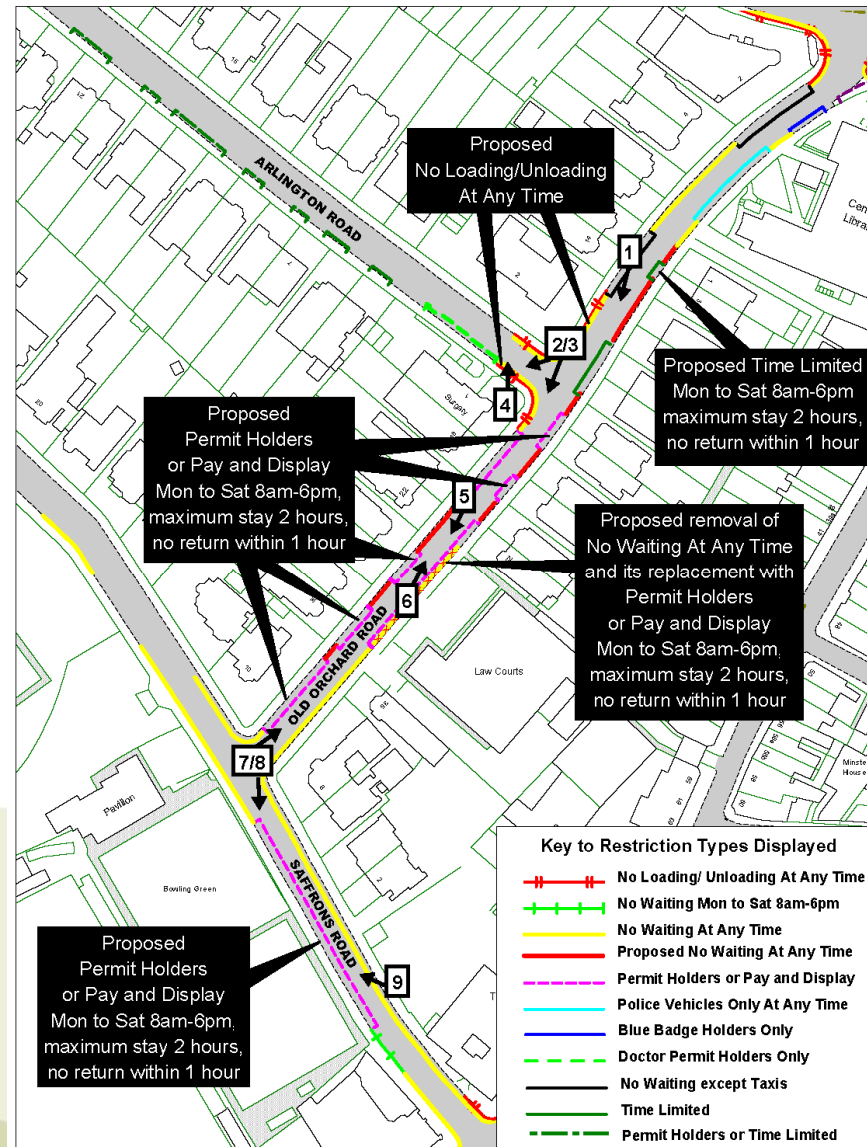 Proposed
No Loading/Unloading
At Any Time
ARLINGTON ROAD
1
2/3
4
Surgery
Proposed Time Limited
Mon to Sat 8am-6pm
maximum stay 2 hours,
no return within 1 hour
Proposed
Permit Holders
or Pay and Display
Mon to Sat 8am-6pm,
maximum stay 2 hours,
no return within 1 hour
5
6
Proposed removal of
No Waiting At Any Time
and its replacement with
Permit Holders
or Pay and Display
Mon to Sat 8am-6pm,
maximum stay 2 hours,
no return within 1 hour
OLD ORCHARD ROAD
Law Courts
7/8
Pavilion
Bowling Green
SAFFRONS ROAD
House
9
Proposed
Permit Holders
or Pay and Display
Mon to Sat 8am-6pm,
maximum stay 2 hours,
no return within 1 hour
Key to Restriction Types Displayed
No Loading/ Unloading At Any Time
No Waiting Mon to Sat 8am-6pm
No Waiting At Any Time
Proposed No Waiting At Any Time
Permit Holders or Pay and Display
Police Vehicles Only At Any Time
Blue Badge Holders Only
Doctor Permit Holders Only
No Waiting except Taxis
Time Limited
Permit Holders or Time Limited